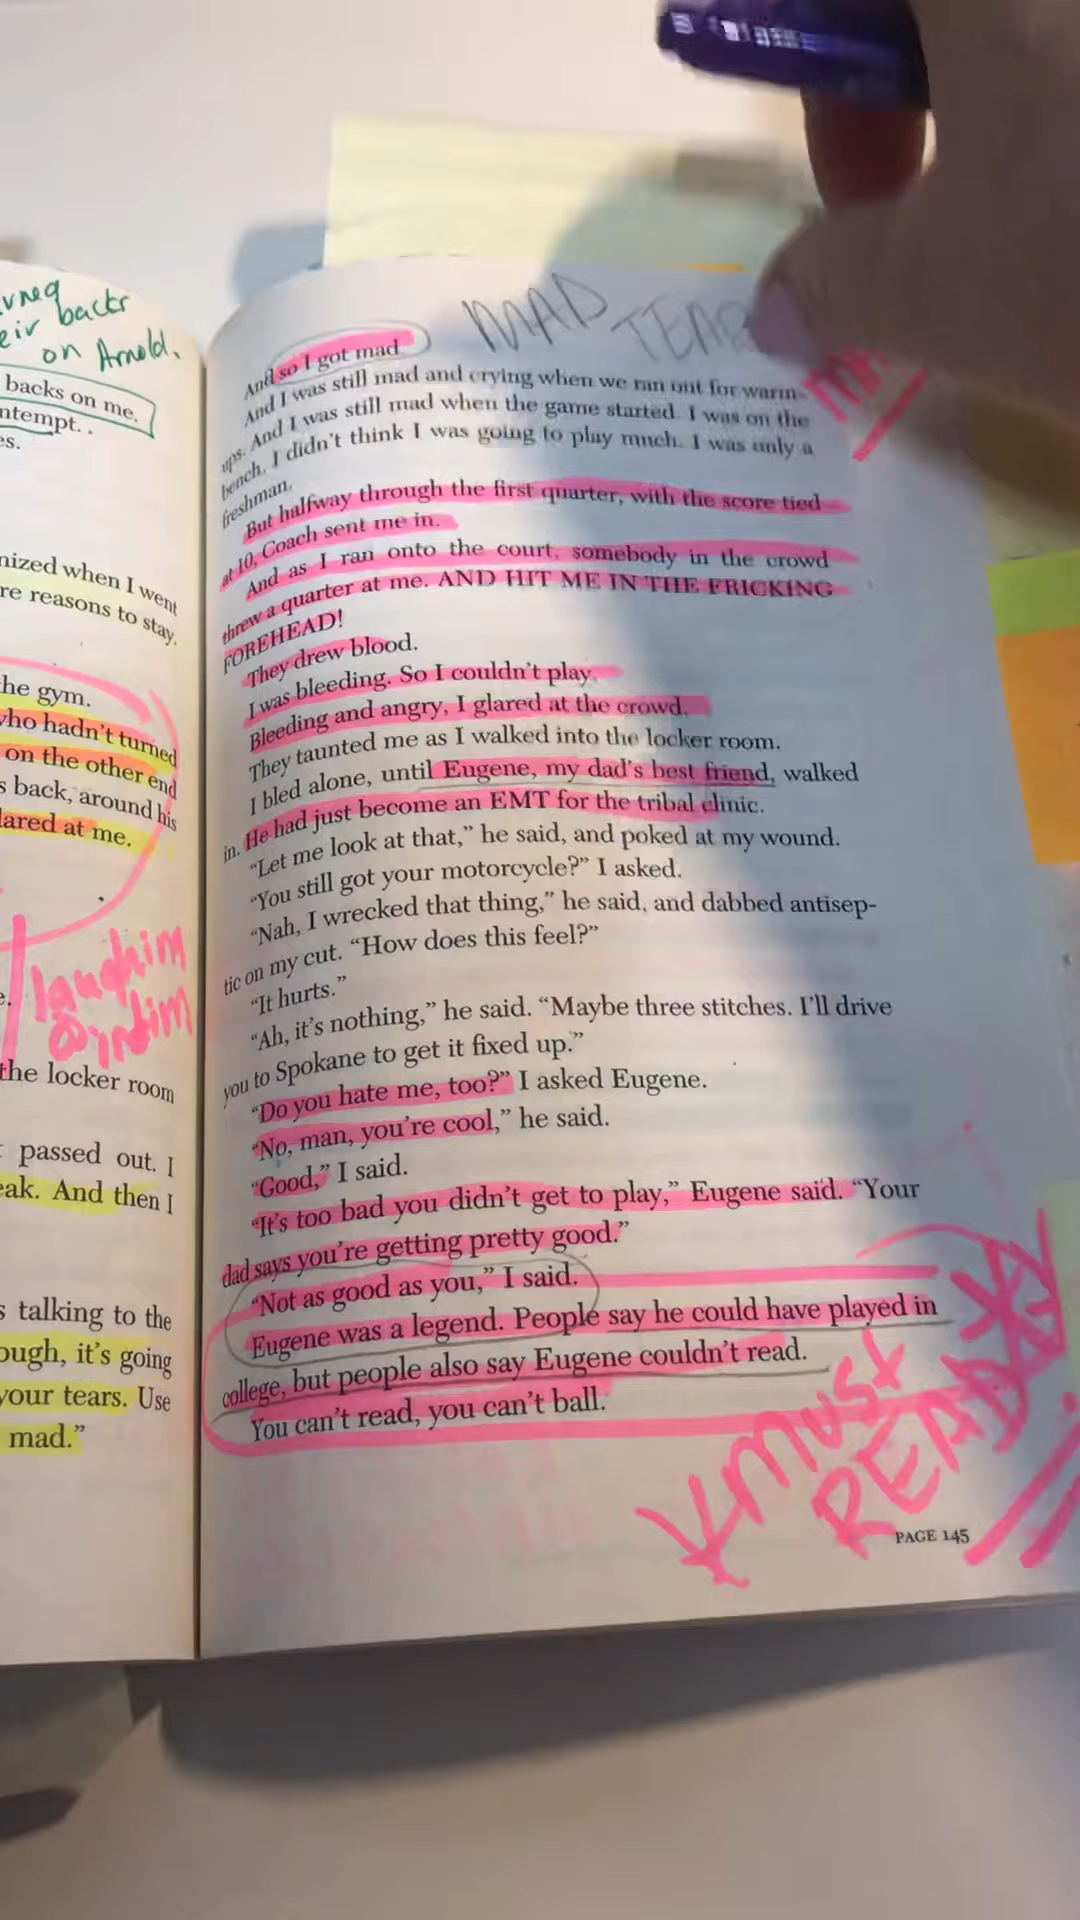 backs
on Arnold.
backs on me.
ntempt. .
es.
nized when I went
re reasons to stay.
the gym.
who hadn't turned
on the other end
s back, around his
lared at me.
the locker room
passed out. I
eak. And then I
s talking to the
ough, it's going
your tears. Use
mad."
MAD
TEAR
And so I got mad
And I was still mad and crying when we ran out for warm-
ups. And I was still mad when the game started. I was on the
bench. I didn't think I was going to play much. I was only a
freshman.
But halfway through the first quarter, with the score tied
at 10, Coach sent me in.
And as I ran onto the court, somebody in the crowd
threw a quarter at me. AND HIT ME IN THE FRICKING
FOREHEAD!
They drew blood.
I was bleeding. So I couldn't play.
Bleeding and angry, I glared at the crowd.
They taunted me as I walked into the locker room.
I bled alone, until Eugene, my dad's best friend, walked
in. He had just become an EMT for the tribal clinic.
"Let me look at that," he said, and poked at my wound.
"You still got your motorcycle?" I asked.
"Nah, I wrecked that thing," he said, and dabbed antisep-
tic on my cut. "How does this feel?"
"It hurts."
"Ah, it's nothing," he said. "Maybe three stitches. I'll drive
you to Spokane to get it fixed up."
"Do you hate me, too?" I asked Eugene.
"No, man, you're cool," he said.
"Good," I said.
"It's too bad you didn't get to play," Eugene said. "Your
dad says you're getting pretty good."
"Not as good as you," I said.
Eugene was a legend. People say he could have played in
college, but people also say Eugene couldn't read.
You can't read, you can't ball.
MUST
READ
PAGE 145